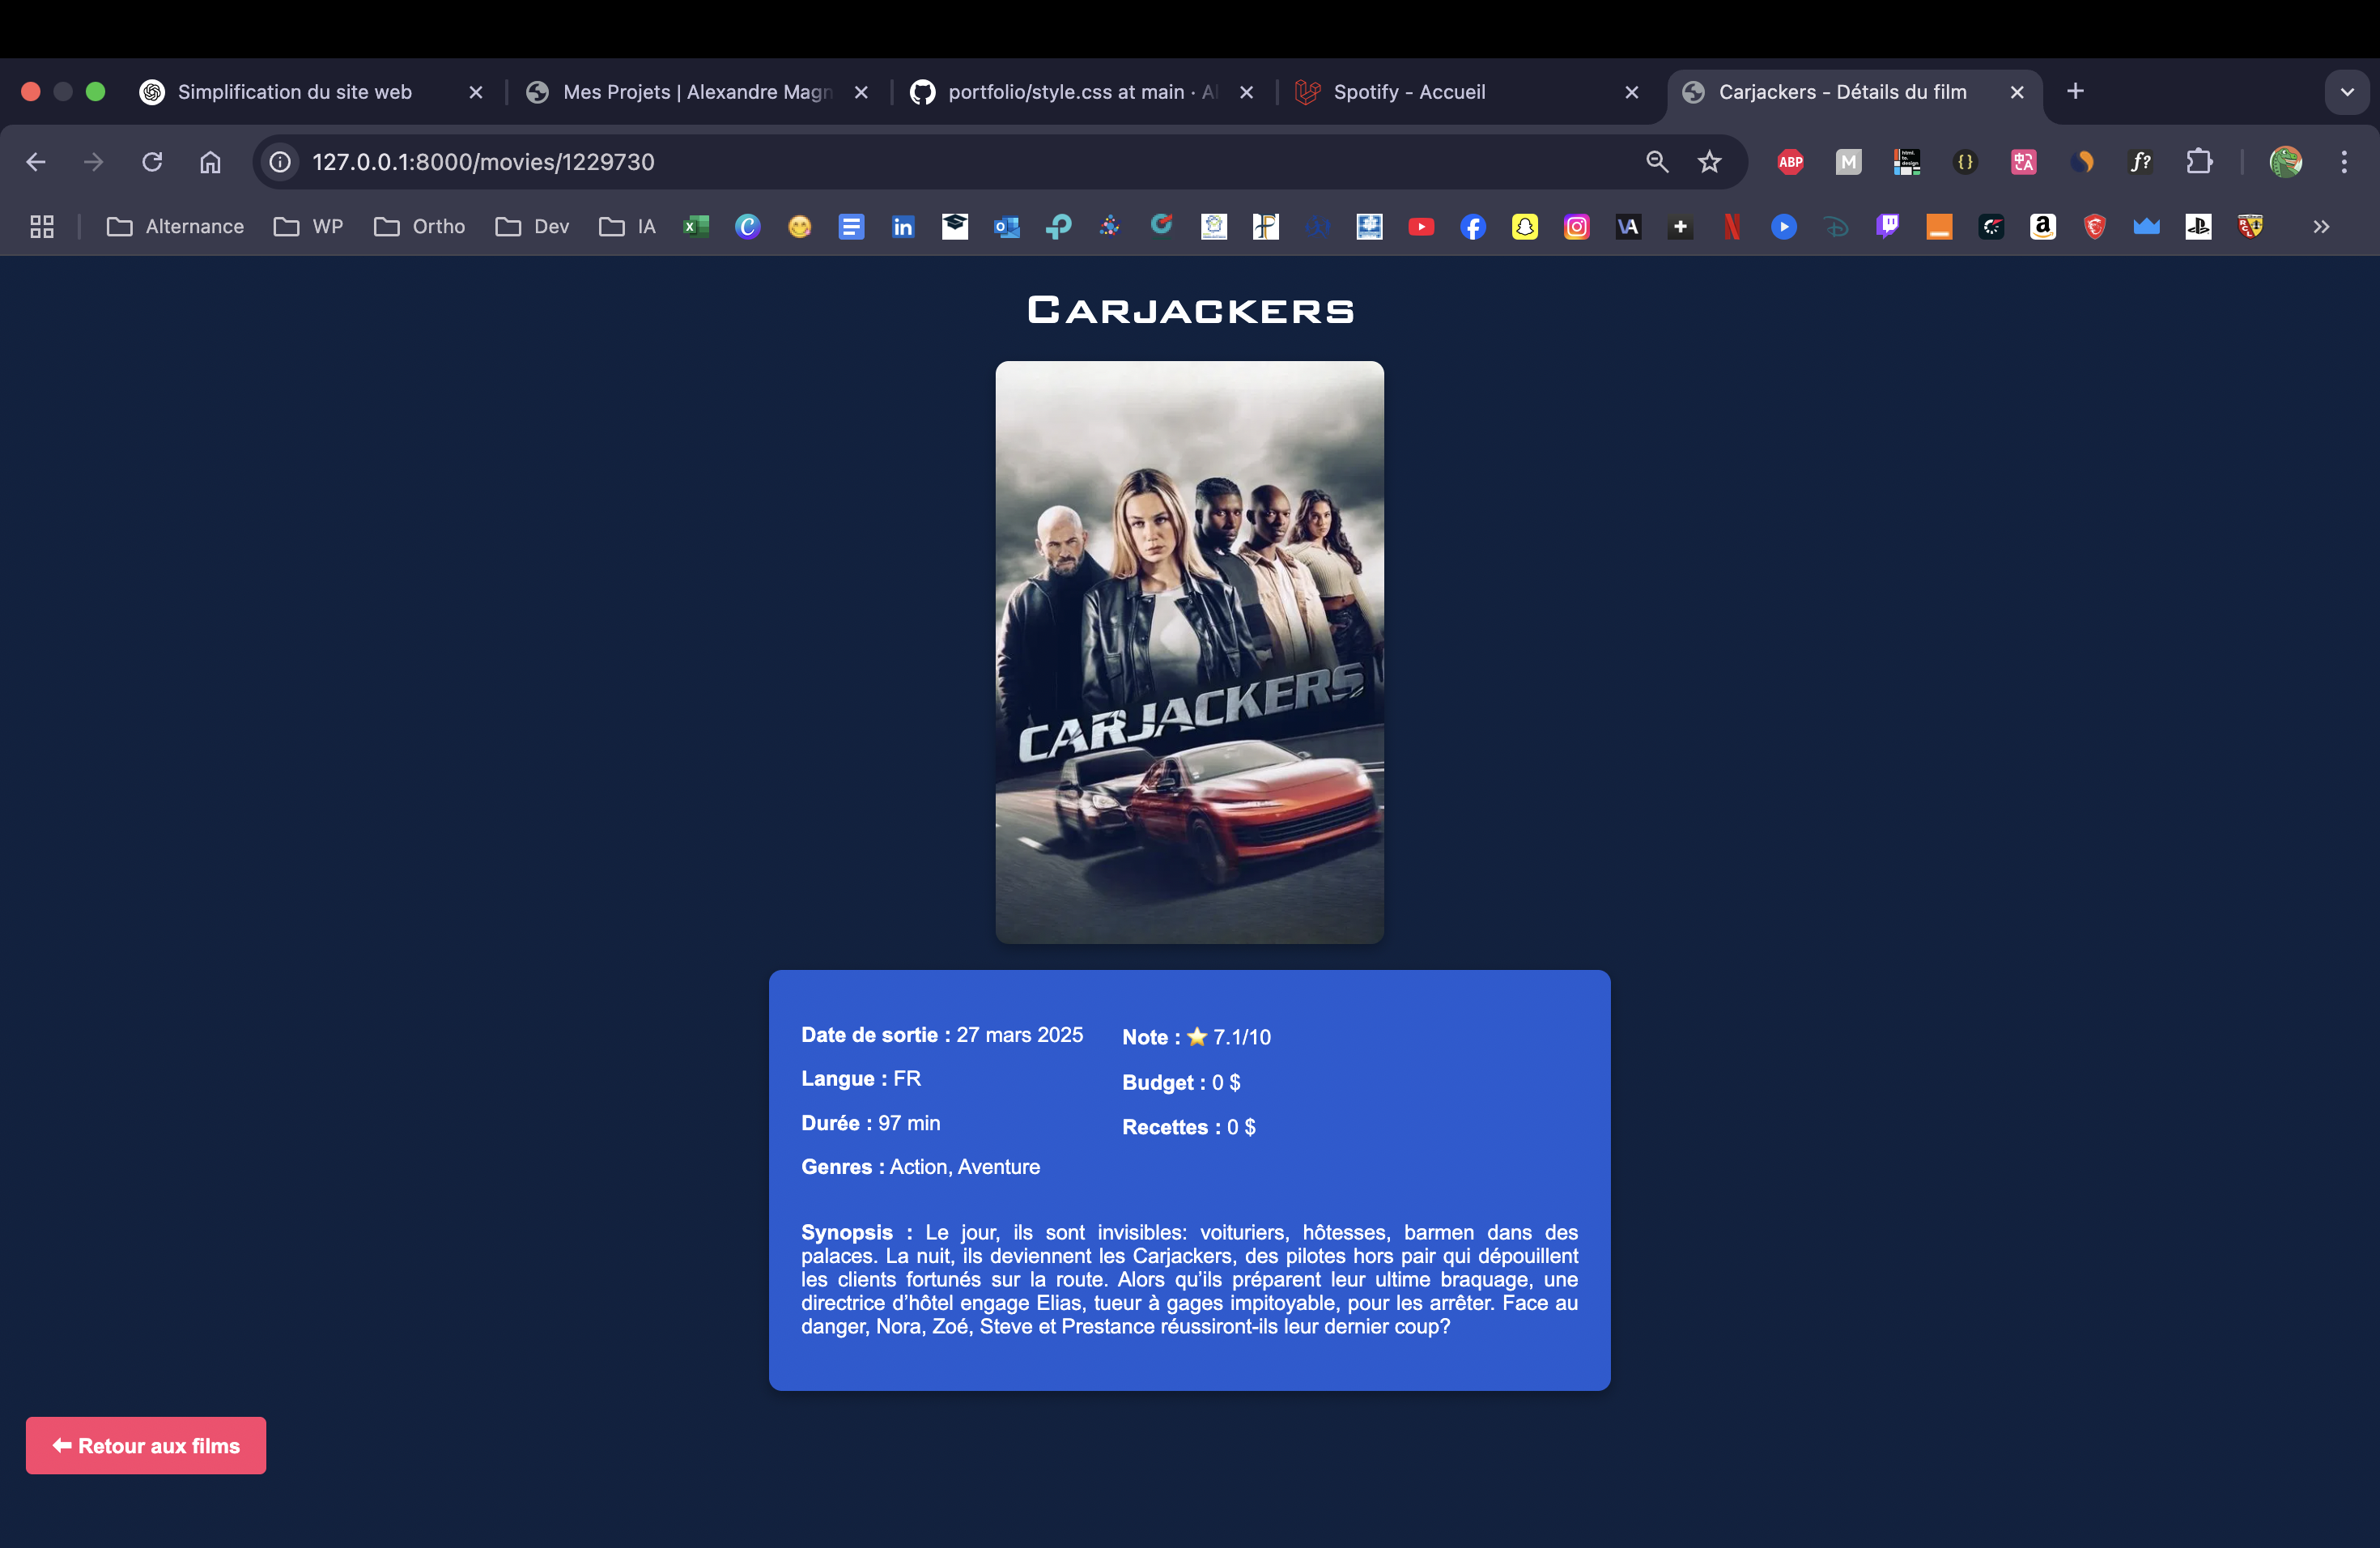 Simplification du site web
Mes Projets | Alexandre Magn
portfolio/style.css at main · Al
Spotify - Accueil
Carjackers - Détails du film
127.0.0.1:8000/movies/1229730
ABP
M
{}
f?
Alternance
WP
Ortho
Dev
IA
in
VA
Carjackers
CARJACKERS
Date de sortie : 27 mars 2025
Note : ⭐ 7.1/10
Langue : FR
Budget : 0 $
Durée : 97 min
Recettes : 0 $
Genres : Action, Aventure
Synopsis : Le jour, ils sont invisibles: voituriers, hôtesses, barmen dans des
palaces. La nuit, ils deviennent les Carjackers, des pilotes hors pair qui dépouillent
les clients fortunés sur la route. Alors qu’ils préparent leur ultime braquage, une
directrice d’hôtel engage Elias, tueur à gages impitoyable, pour les arrêter. Face au
danger, Nora, Zoé, Steve et Prestance réussiront-ils leur dernier coup?
⬅ Retour aux films